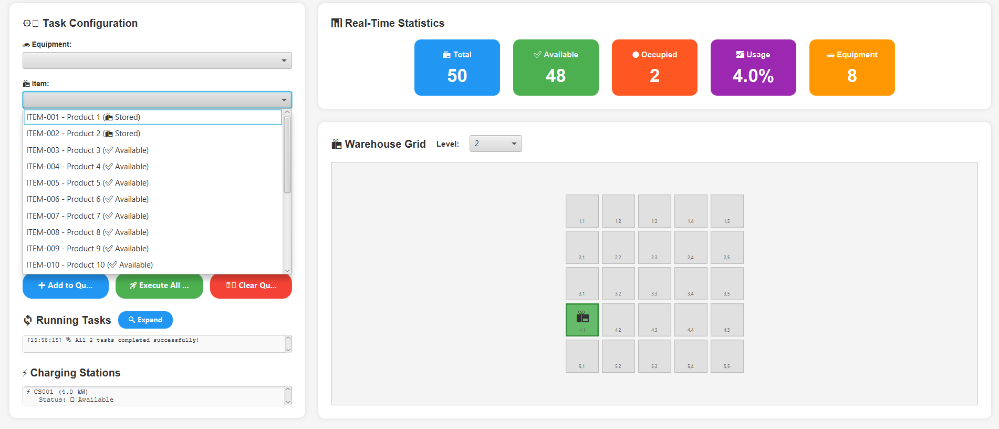 Task Configuration
Equipment:
Item:
ITEM-001 - Product 1 (Stored)
ITEM-002 - Product 2 (Stored)
ITEM-003 - Product 3 (✅ Available)
ITEM-004 - Product 4 (✅ Available)
ITEM-005 - Product 5 (✅ Available)
ITEM-006 - Product 6 (✅ Available)
ITEM-007 - Product 7 (✅ Available)
ITEM-008 - Product 8 (✅ Available)
ITEM-009 - Product 9 (✅ Available)
ITEM-010 - Product 10 (✅ Available)
Add to Qu...
Execute All ...
Clear Qu...
Running Tasks
Expand
[15:58:15] All 2 tasks completed successfully!
Charging Stations
⚡ CS001 (4.0 kW)
Status: Available
Real-Time Statistics
Total
50
Available
48
Occupied
2
Usage
4.0%
Equipment
8
Warehouse Grid
Level:
2
1,1 1,2 1,3 1,4 1,5
2,1 2,2 2,3 2,4 2,5
3,1 3,2 3,3 3,4 3,5
4,1 4,2 4,3 4,4 4,5
5,1 5,2 5,3 5,4 5,5